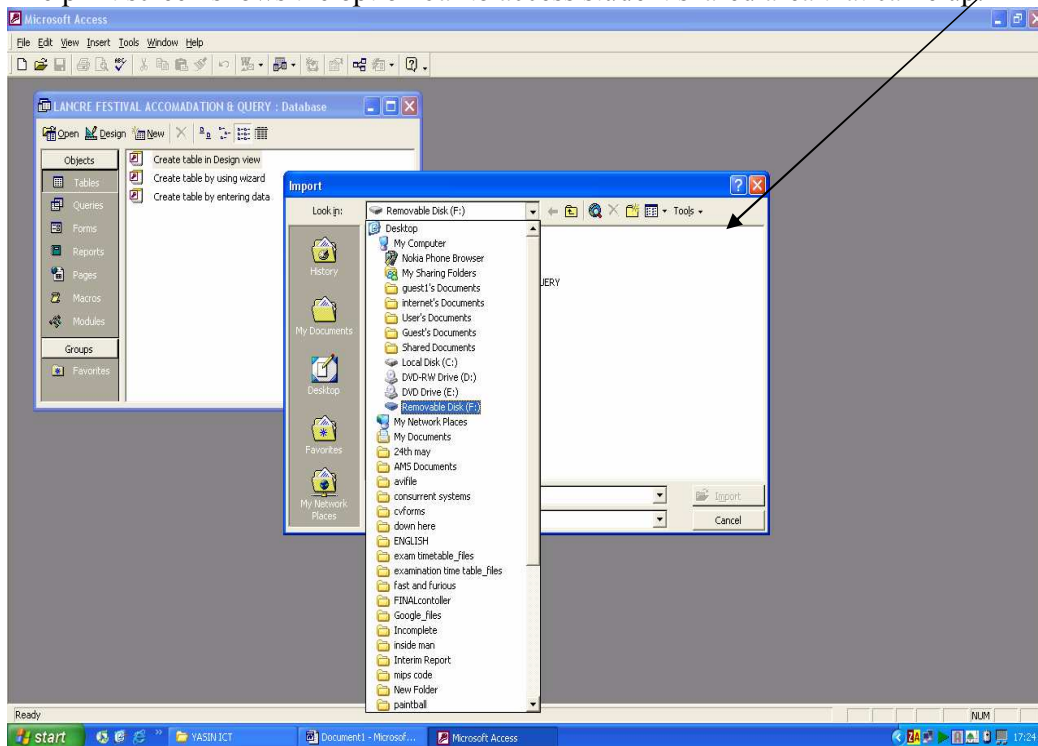 Microsoft Access
File Edit View Insert Tools Window Help
LANCRE FESTIVAL ACCOMADATION & QUERY : Database
Open Design New
Objects
Tables
Queries
Forms
Reports
Pages
Macros
Modules
Groups
Favorites
Create table in Design view
Create table by using wizard
Create table by entering data
Import
Look in:
Removable Disk (F:)
Tools
History
My Documents
Desktop
Favorites
My Network Places
Desktop
My Computer
Nokia Phone Browser
My Sharing Folders
guest1's Documents
internet's Documents
User's Documents
Guest's Documents
Shared Documents
Local Disk (C:)
DVD-RW Drive (D:)
DVD Drive (E:)
Removable Disk (F:)
My Network Places
My Documents
24th may
AMS Documents
avifile
consurrent systems
cvforms
down here
ENGLISH
exam timetable_files
examination time table_files
fast and furious
FINALcontoller
Google_files
Incomplete
inside man
Interim Report
mips code
New Folder
paintball
JERY
Import
Cancel
Ready
NUM
start
YASIN ICT
Document1 - Microsof...
Microsoft Access
17:24